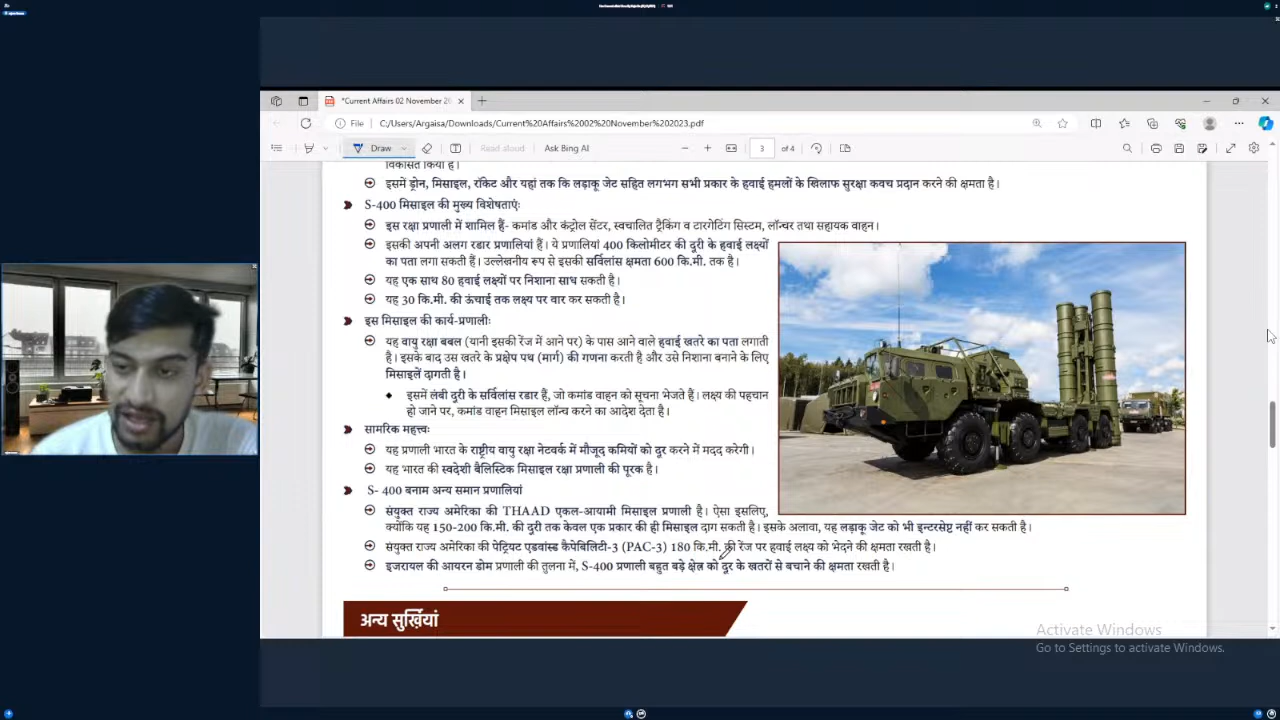 *Current Affairs 02 November 20
File C:/Users/Argaisa/Downloads/Current%20Affairs%2002%20November%202023.pdf
Draw Read aloud Ask Bing AI 3 of 4
विकसित किया है।
इसमें ड्रोन, मिसाइल, रॉकेट और यहां तक कि लड़ाकू जेट सहित लगभग सभी प्रकार के हवाई हमलों के खिलाफ सुरक्षा कवच प्रदान करने की क्षमता है।
S-400 मिसाइल की मुख्य विशेषताएं:
इस रक्षा प्रणाली में शामिल हैं- कमांड और कंट्रोल सेंटर, स्वचालित ट्रैकिंग व टारगेटिंग सिस्टम, लॉन्चर तथा सहायक वाहन।
इसकी अपनी अलग रडार प्रणालियां हैं। ये प्रणालियां 400 किलोमीटर की दूरी के हवाई लक्ष्यों
का पता लगा सकती हैं। उल्लेखनीय रूप से इसकी सर्विलांस क्षमता 600 कि.मी. तक है।
यह एक साथ 80 हवाई लक्ष्यों पर निशाना साध सकती है।
यह 30 कि.मी. की ऊंचाई तक लक्ष्य पर वार कर सकती है।
इस मिसाइल की कार्य-प्रणाली:
यह वायु रक्षा बबल (यानी इसकी रेंज में आने पर) के पास आने वाले हवाई खतरे का पता लगाती
है। इसके बाद उस खतरे के प्रक्षेप पथ (मार्ग) की गणना करती है और उसे निशाना बनाने के लिए
मिसाइलें दागती है।
इसमें लंबी दूरी के सर्विलांस रडार हैं, जो कमांड वाहन को सूचना भेजते हैं। लक्ष्य की पहचान
हो जाने पर, कमांड वाहन मिसाइल लॉन्च करने का आदेश देता है।
सामरिक महत्त्व:
यह प्रणाली भारत के राष्ट्रीय वायु रक्षा नेटवर्क में मौजूद कमियों को दूर करने में मदद करेगी।
यह भारत की स्वदेशी बैलिस्टिक मिसाइल रक्षा प्रणाली की पूरक है।
S- 400 बनाम अन्य समान प्रणालियां
संयुक्त राज्य अमेरिका की THAAD एकल-आयामी मिसाइल प्रणाली है। ऐसा इसलिए,
क्योंकि यह 150-200 कि.मी. की दूरी तक केवल एक प्रकार की ही मिसाइल दाग सकती है। इसके अलावा, यह लड़ाकू जेट को भी इन्टरसेप्ट नहीं कर सकती है।
संयुक्त राज्य अमेरिका की पेट्रियट एडवांस्ड कैपेबिलिटी-3 (PAC-3) 180 कि.मी. की रेंज पर हवाई लक्ष्य को भेदने की क्षमता रखती है।
इजरायल की आयरन डोम प्रणाली की तुलना में, S-400 प्रणाली बहुत बड़े क्षेत्र को दूर के खतरों से बचाने की क्षमता रखती है।
अन्य सुर्ख़ियां
Activate Windows
Go to Settings to activate Windows.